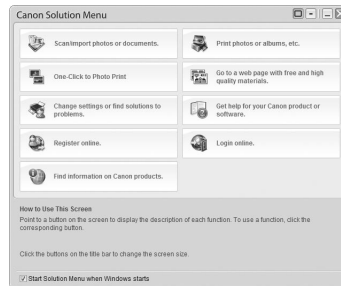 Canon Solution Menu
Scan/import photos or documents.
Print photos or albums, etc.
One-Click to Photo Print
Go to a web page with free and high
quality materials.
Change settings or find solutions to
problems.
Get help for your Canon product or
software.
Register online.
Login online.
Find information on Canon products.
How to Use This Screen
Point to a button on the screen to display the description of each function. To use a function, click the
corresponding button.
Click the buttons on the title bar to change the screen size.
Start Solution Menu when Windows starts